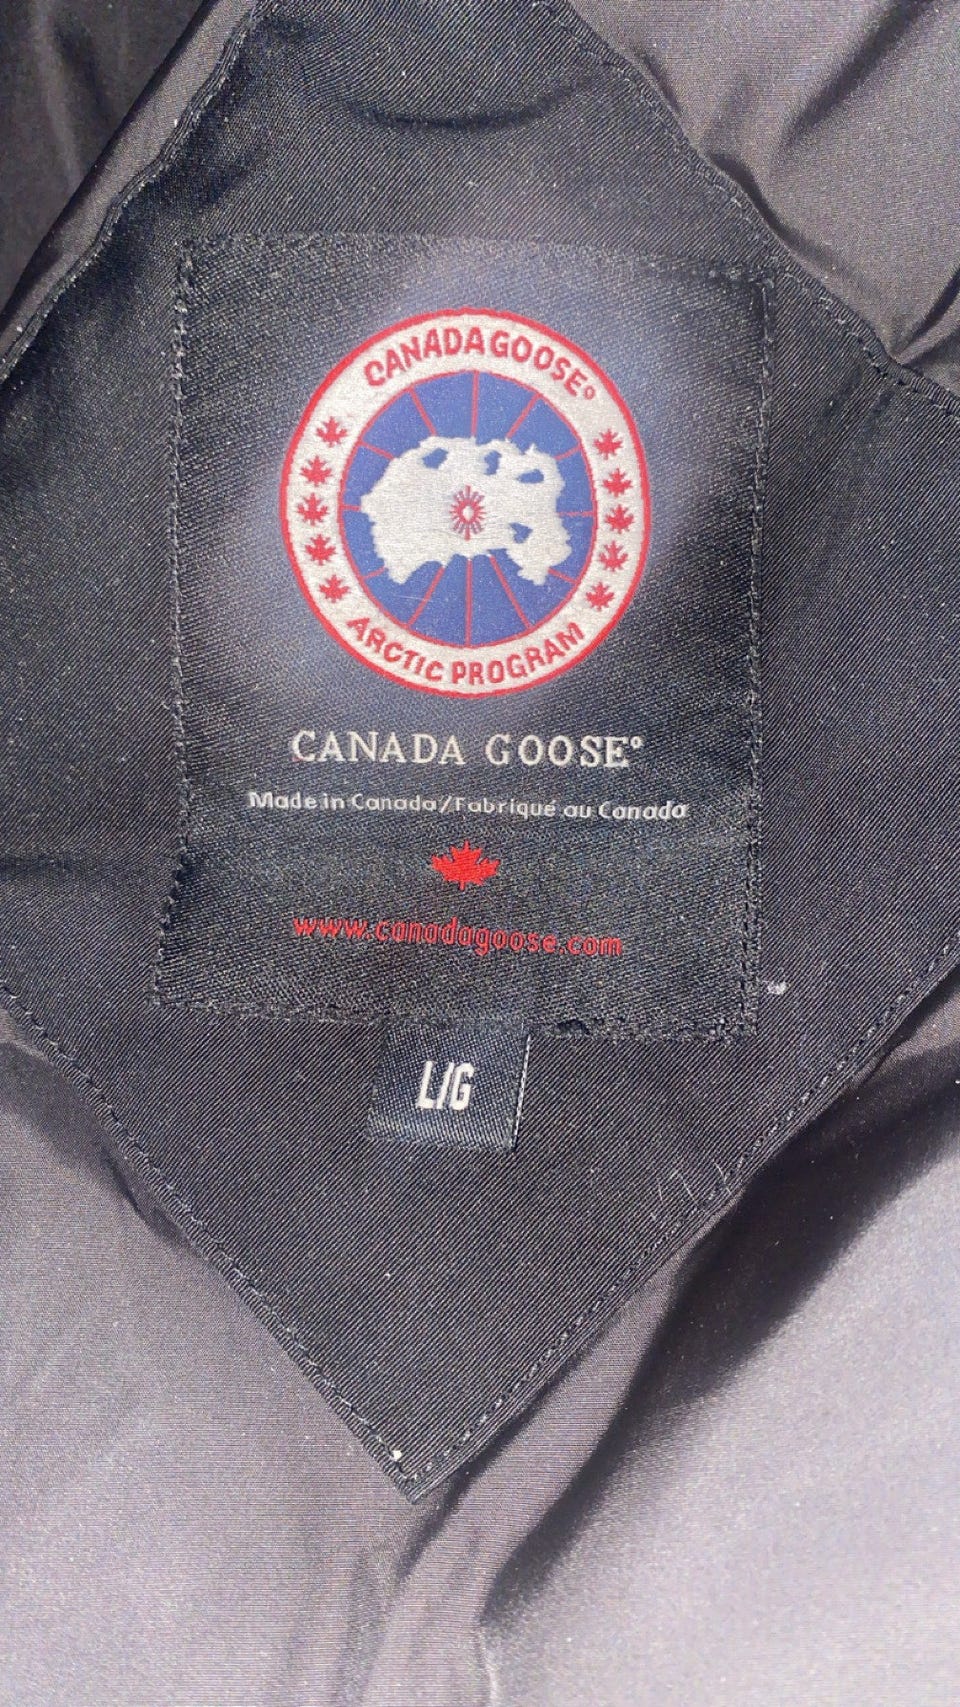 CANADA GOOSE®
ARCTIC PROGRAM
CANADA GOOSE®
Made in Canada/Fabriqué au Canada
www.canadagoose.com
L/G